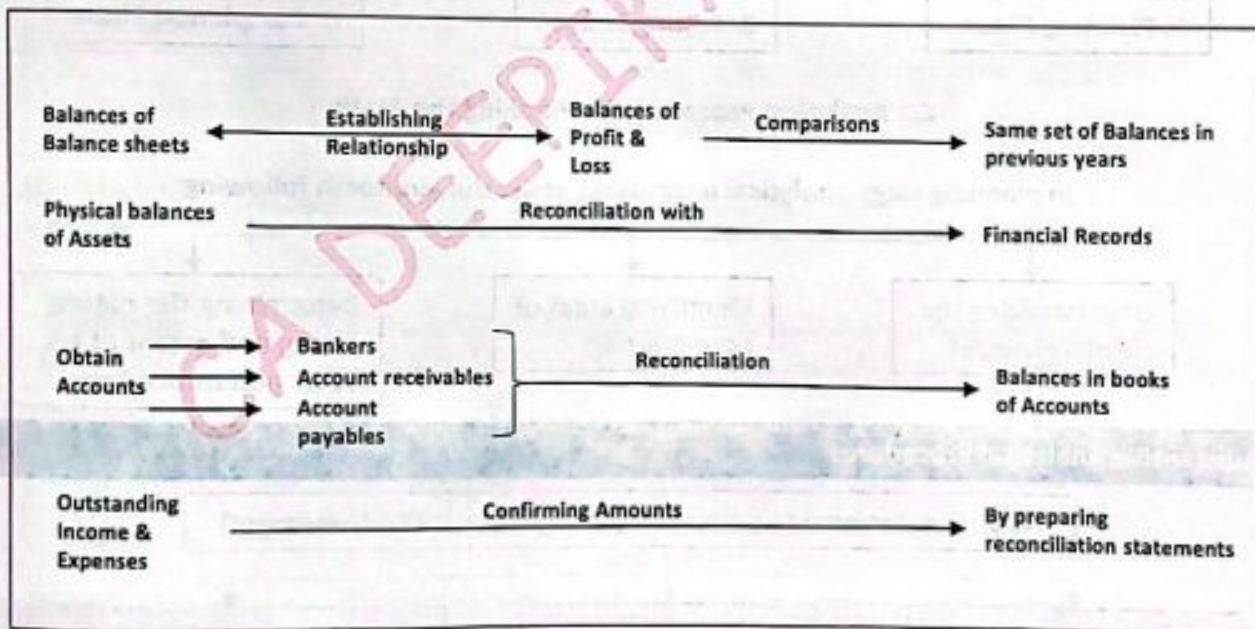 Balances of
Balance sheets
Establishing
Relationship
Balances of
Profit &
Loss
Comparisons
Same set of Balances in
previous years
Physical balances
of Assets
Reconciliation with
Financial Records
Obtain
Accounts
Bankers
Account receivables
Account
payables
Reconciliation
Balances in books
of Accounts
Outstanding
Income &
Expenses
Confirming Amounts
By preparing
reconciliation statements
CA DEEPIK